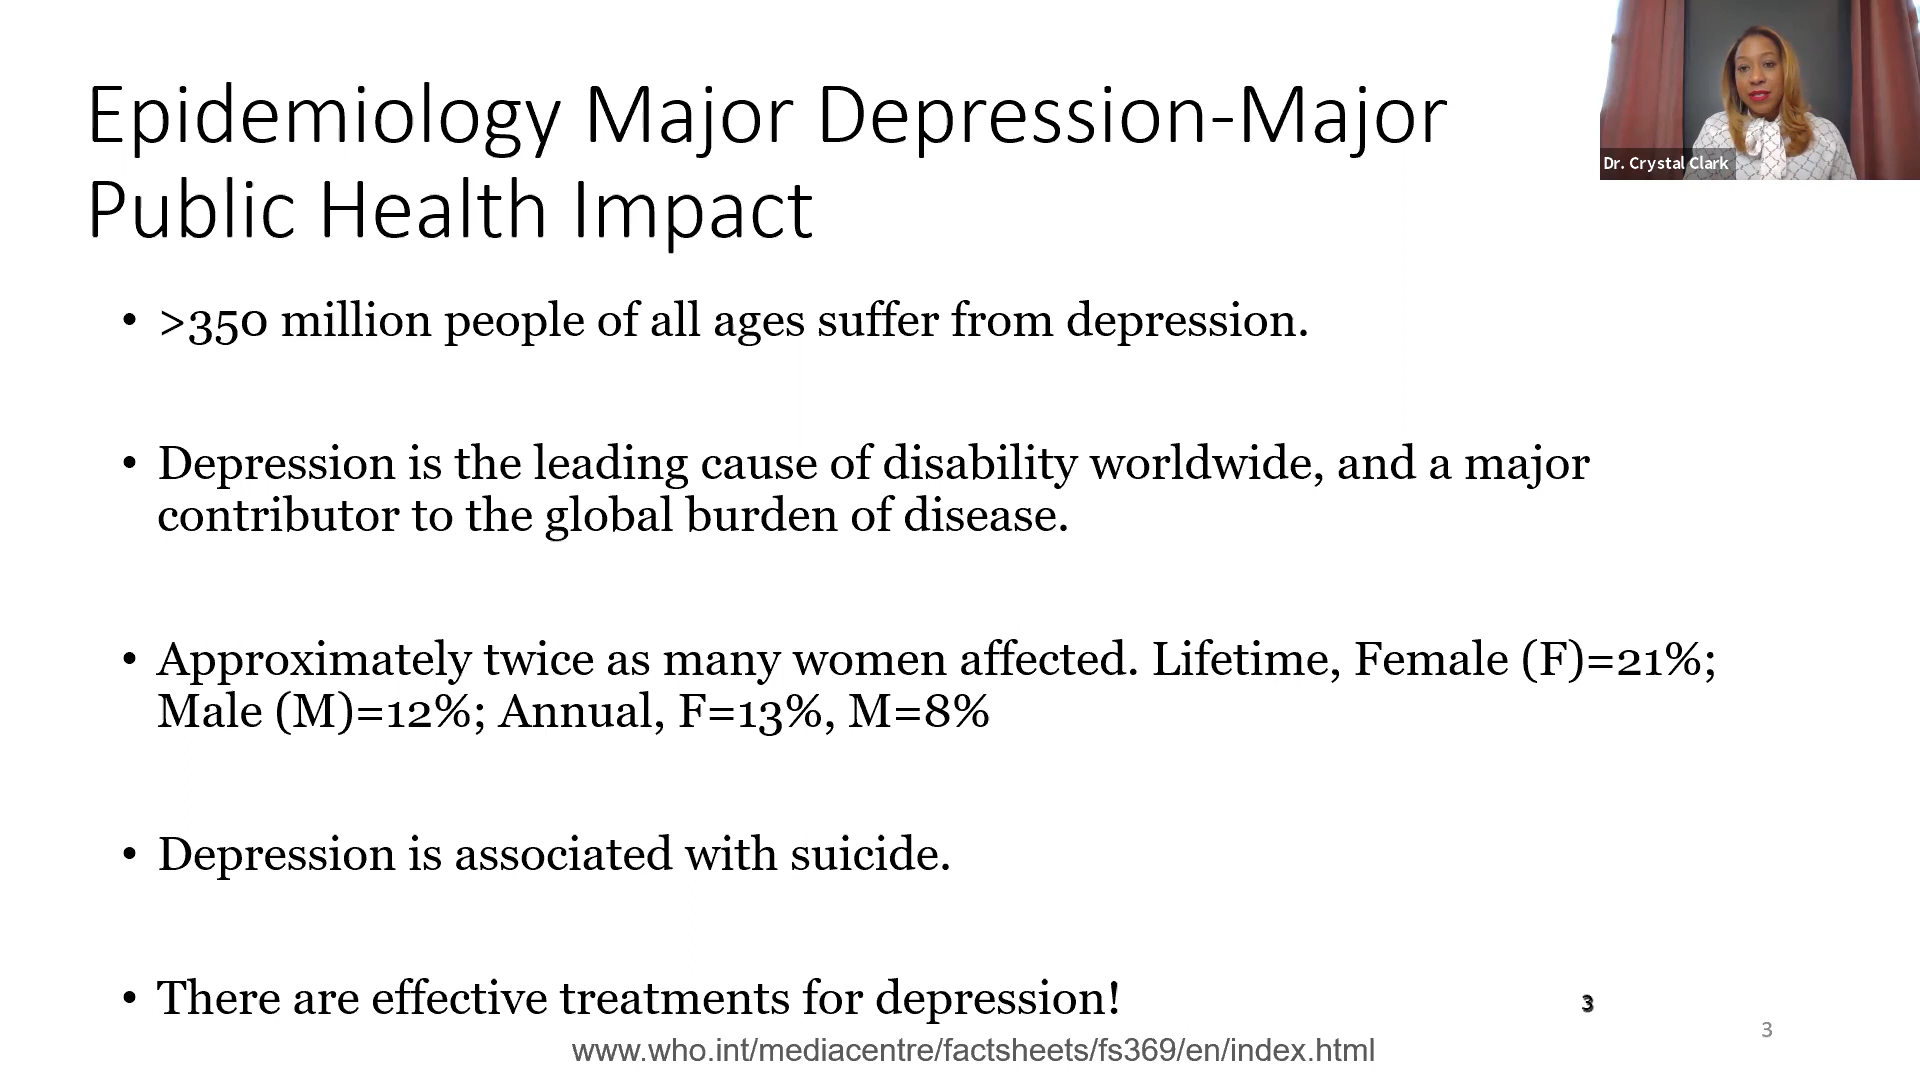 Epidemiology Major Depression-Major
Public Health Impact
Dr. Crystal Clark
• >350 million people of all ages suffer from depression.
• Depression is the leading cause of disability worldwide, and a major
contributor to the global burden of disease.
• Approximately twice as many women affected. Lifetime, Female (F)=21%;
Male (M)=12%; Annual, F=13%, M=8%
• Depression is associated with suicide.
• There are effective treatments for depression!
3
3
www.who.int/mediacentre/factsheets/fs369/en/index.html